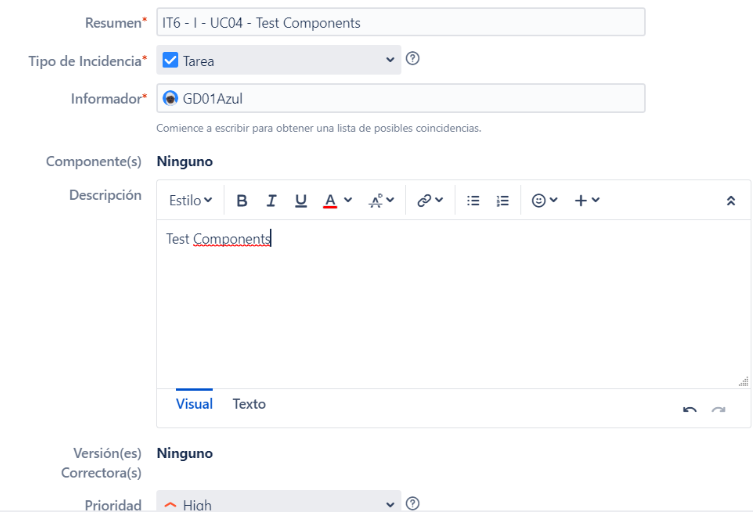 Resumen* IT6 - I - UC04 - Test Components
Tipo de Incidencia* Tarea
Informador* GD01Azul
Comience a escribir para obtener una lista de posibles coincidencias.
Componente(s) Ninguno
Descripción
Estilo B I U A
Test Components
Visual Texto
Versión(es) Ninguno
Correctora(s)
Prioridad High